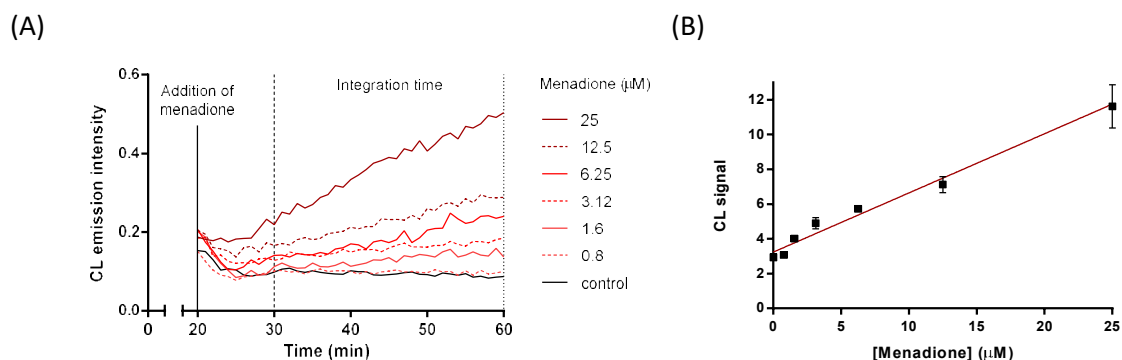 (A)
(B)
CL emission intensity
0.6
0.4
0.2
0.0
Addition of
menadione
Integration time
0
20
30
40
50
60
Time (min)
Menadione (μM)
25
12.5
6.25
3.12
1.6
0.8
control
CL signal
12
10
8
6
4
2
0
0
5
10
15
20
25
[Menadione] (μM)